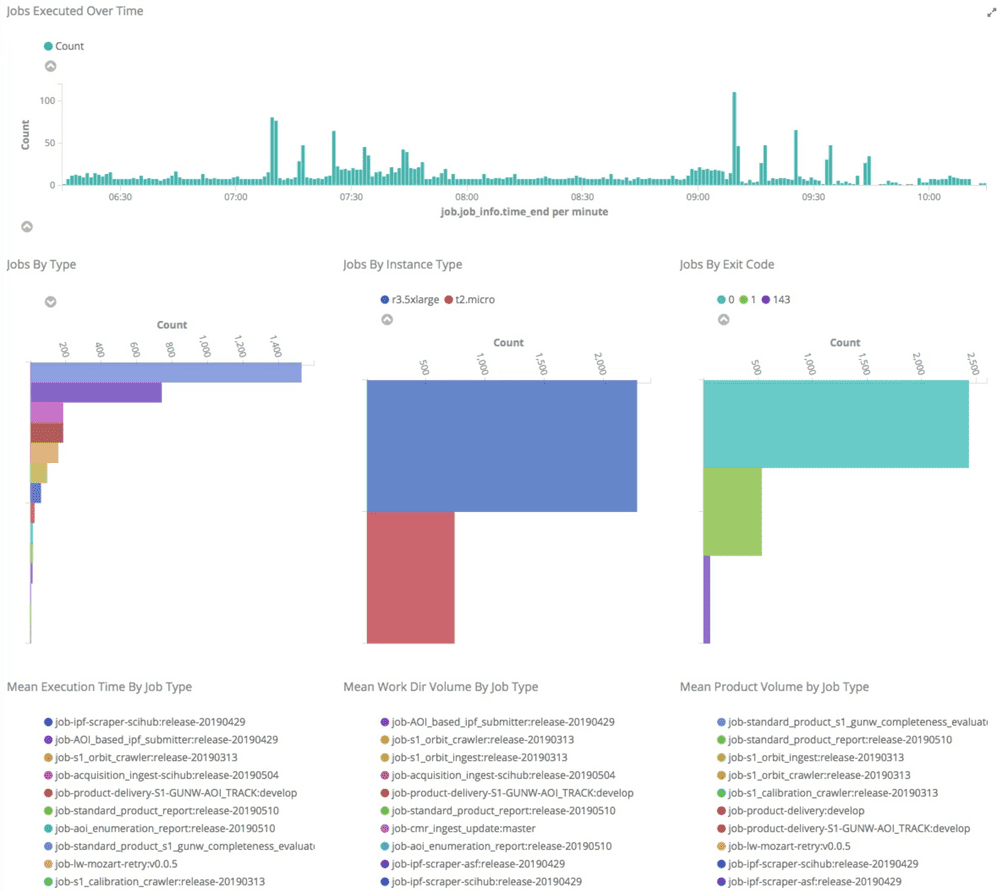 Jobs Executed Over Time
Count
100
50
0
Count
06:30 07:00 07:30 08:00 08:30 09:00 09:30 10:00
job.job_info.time_end per minute
Jobs By Type
Count
200 400 600 800 1,000 1,200 1,400
Jobs By Instance Type
r3.5xlarge t2.micro
Count
500 1,000 1,500 2,000
Jobs By Exit Code
0 1 143
Count
500 1,000 1,500 2,000 2,500
Mean Execution Time By Job Type
job-ipf-scraper-scihub:release-20190429
job-AOI_based_ipf_submitter:release-20190429
job-s1_orbit_crawler:release-20190313
job-acquisition_ingest-scihub:release-20190504
job-product-delivery-S1-GUNW-AOI_TRACK:develop
job-standard_product_report:release-20190510
job-aoi_enumeration_report:release-20190510
job-standard_product_s1_gunw_completeness_evaluat
job-lw-mozart-retry:v0.0.5
job-s1_calibration_crawler:release-20190313
Mean Work Dir Volume By Job Type
job-AOI_based_ipf_submitter:release-20190429
job-s1_orbit_crawler:release-20190313
job-s1_orbit_ingest:release-20190313
job-acquisition_ingest-scihub:release-20190504
job-product-delivery-S1-GUNW-AOI_TRACK:develop
job-standard_product_report:release-20190510
job-cmr_ingest_update:master
job-aoi_enumeration_report:release-20190510
job-ipf-scraper-asf:release-20190429
job-ipf-scraper-scihub:release-20190429
Mean Product Volume by Job Type
job-standard_product_s1_gunw_completeness_evaluat
job-standard_product_report:release-20190510
job-s1_orbit_ingest:release-20190313
job-s1_orbit_crawler:release-20190313
job-s1_calibration_crawler:release-20190313
job-product-delivery:develop
job-product-delivery-S1-GUNW-AOI_TRACK:develop
job-lw-mozart-retry:v0.0.5
job-ipf-scraper-scihub:release-20190429
job-ipf-scraper-asf:release-20190429